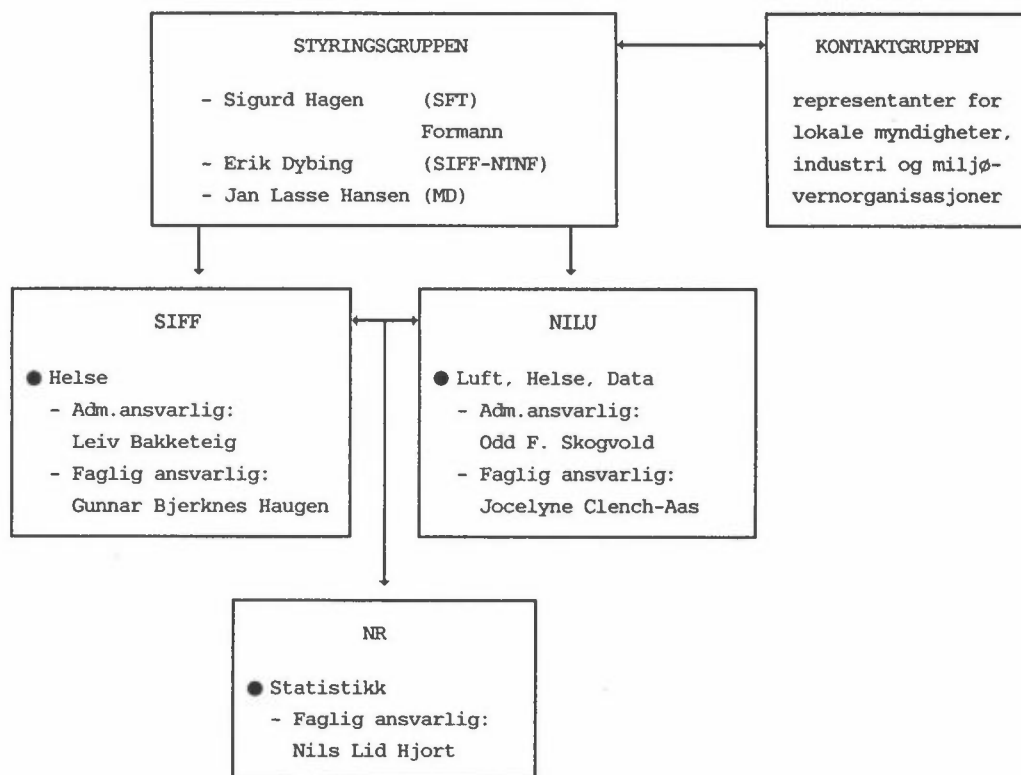 STYRINGSGRUPPEN
- Sigurd Hagen (SFT)
Formann
- Erik Dybing (SIFF-NTNF)
- Jan Lasse Hansen (MD)
KONTAKTGRUPPEN
representanter for
lokale myndigheter,
industri og miljø-
vernorganisasjoner
SIFF
● Helse
- Adm.ansvarlig:
Leiv Bakketeig
- Faglig ansvarlig:
Gunnar Bjerknes Haugen
NILU
● Luft, Helse, Data
- Adm.ansvarlig:
Odd F. Skogvold
- Faglig ansvarlig:
Jocelyne Clench-Aas
NR
● Statistikk
- Faglig ansvarlig:
Nils Lid Hjort